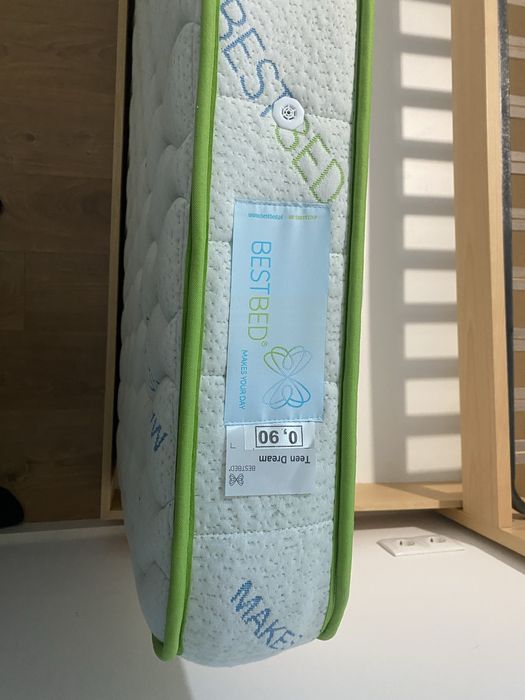 BESTBED
BESTBED®
MAKES YOUR DAY
0,90
Teen Dream
BESTBED®
MAKE